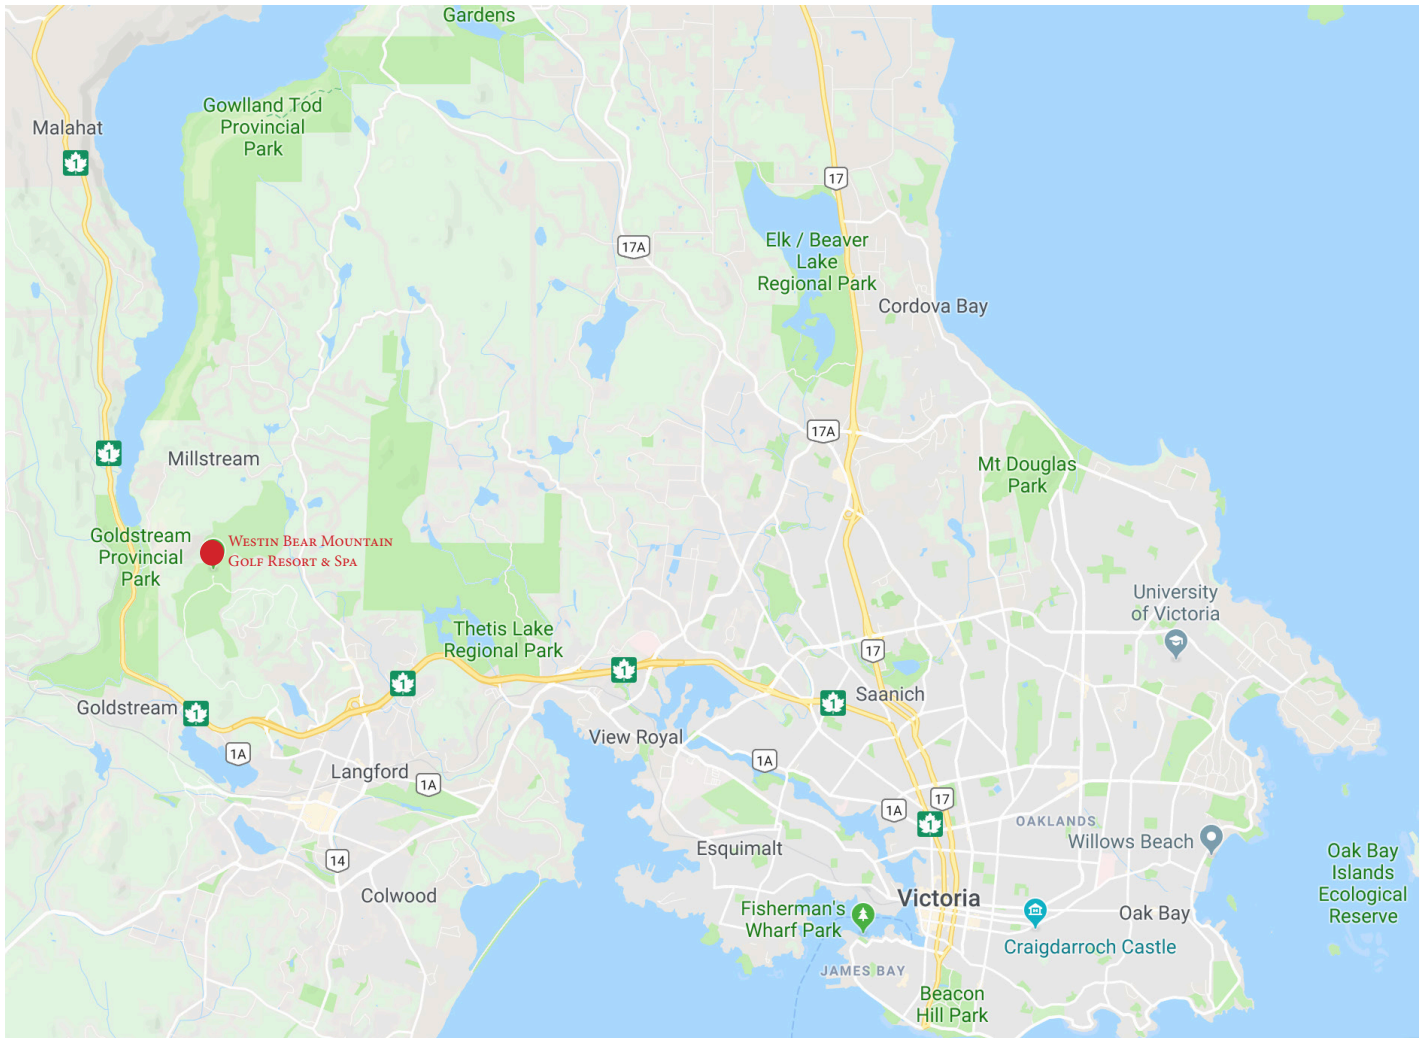 Gardens
Gowlland Tod
Provincial
Park
Malahat
1
17
17A
Elk / Beaver
Lake
Regional Park
Cordova Bay
17A
1
Millstream
Mt Douglas
Park
Goldstream
Provincial
Park
Westin Bear Mountain
Golf Resort & Spa
University
of Victoria
Thetis Lake
Regional Park
17
1
1
Saanich
1
Goldstream
1
View Royal
1A
1A
Langford
1A
17
1A
1
OAKLANDS
Willows Beach
Esquimalt
14
Oak Bay
Islands
Ecological
Reserve
Colwood
Victoria
Fisherman's
Wharf Park
Oak Bay
Craigdarroch Castle
JAMES BAY
Beacon
Hill Park